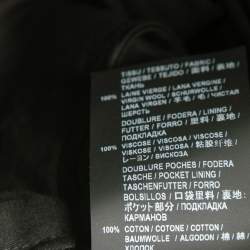 TISSU / TESSUTO / FABRIC /
GEWEBE / TEJIDO / 面料 / 裏地 /
ТКАНЬ
100% LAINE VIERGE / LANA VERGINE /
VIRGIN WOOL / SCHURWOLLE /
LANA VIRGEN / 羊毛 / 毛 / ЧИСТАЯ
ШЕРСТЬ
DOUBLURE / FODERA / LINING /
FUTTER / FORRO / 里料 / 裏地 /
ПОДКЛАДКА
100% VISCOSE / VISCOSA / VISCOSE /
VISKOSE / VISCOSA / 粘胶纤维 /
レーヨン / ВИСКОЗА
DOUBLURE POCHES / FODERA
TASCHE / POCKET LINING /
TASCHENFUTTER / FORRO
BOLSILLOS / 口袋里料 / 裏地:
ポケット部分 / ПОДКЛАДКА
КАРМАНОВ
100% COTON / COTONE / COTTON /
BAUMWOLLE / ALGODON / 棉 / 綿 /
ХЛОПОК